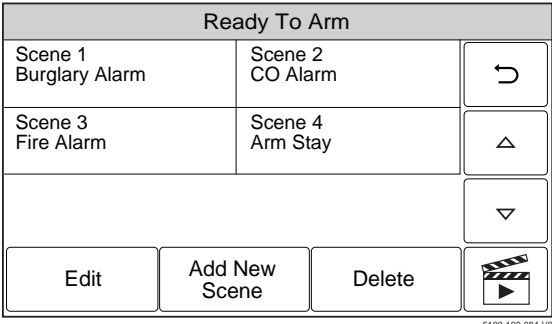 Ready To Arm
Scene 1
Burglary Alarm
Scene 2
CO Alarm
Scene 3
Fire Alarm
Scene 4
Arm Stay
Edit
Add New
Scene
Delete